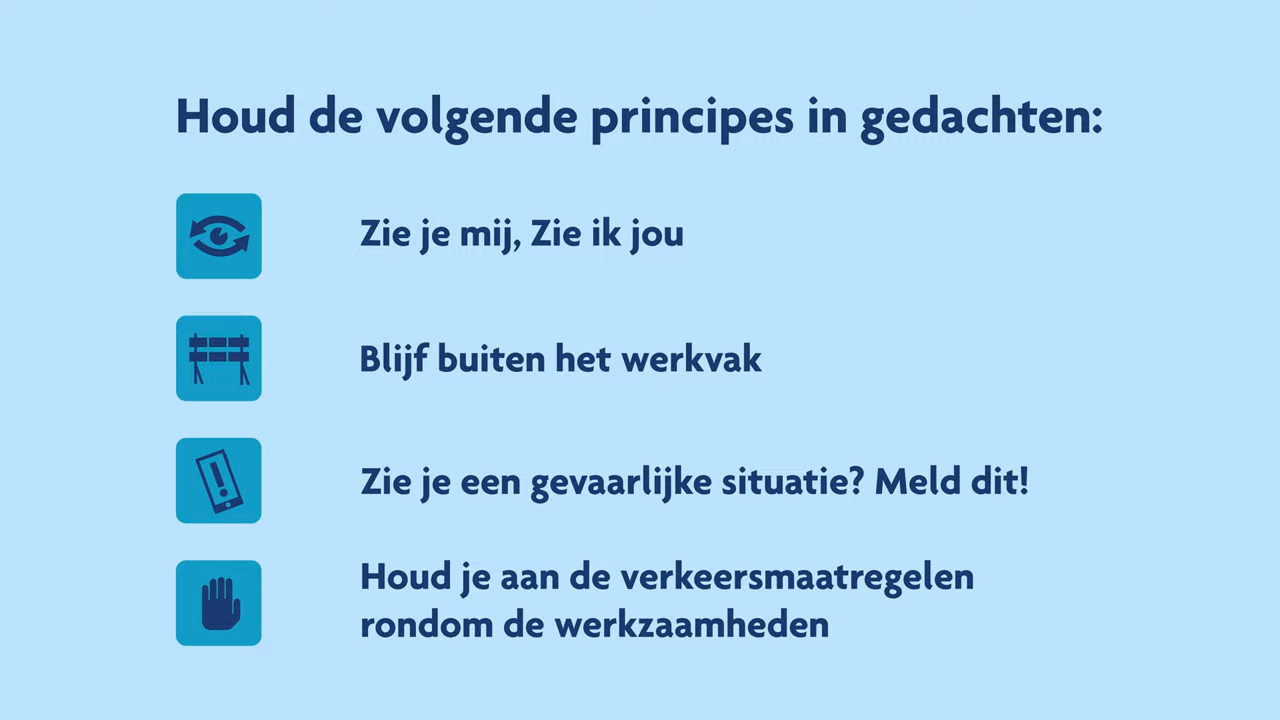 Houd de volgende principes in gedachten:
Zie je mij, Zie ik jou
Blijf buiten het werkvak
Zie je een gevaarlijke situatie? Meld dit!
Houd je aan de verkeersmaatregelen
rondom de werkzaamheden